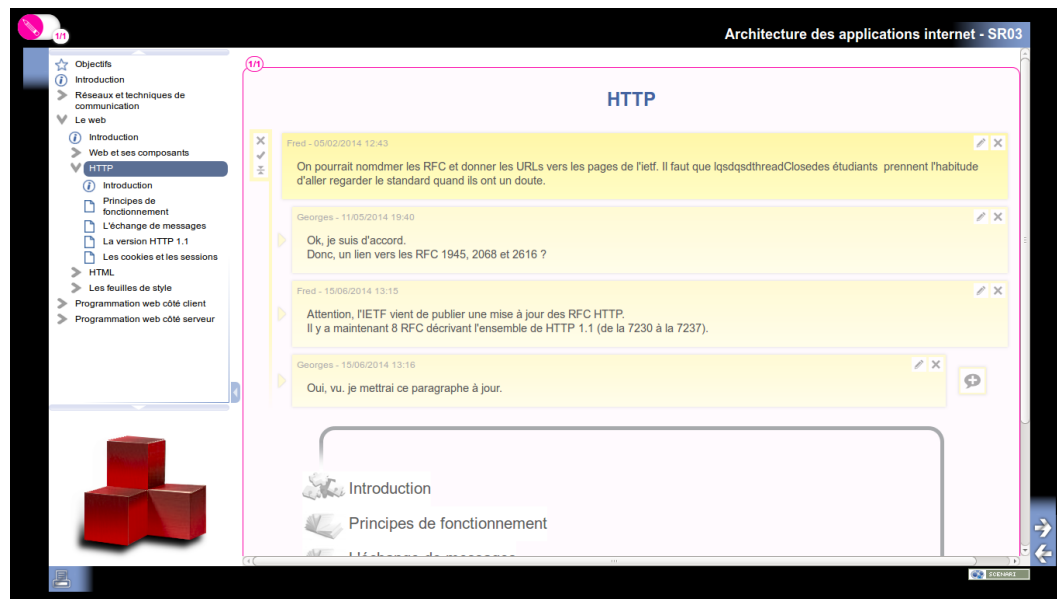 1/1
Architecture des applications internet - SR03
Objectifs
Introduction
Réseaux et techniques de
communication
Le web
Introduction
Web et ses composants
HTTP
Introduction
Principes de
fonctionnement
L'échange de messages
La version HTTP 1.1
Les cookies et les sessions
HTML
Les feuilles de style
Programmation web côté client
Programmation web côté serveur
1/1
HTTP
Fred - 05/02/2014 12:43
On pourrait nomdmer les RFC et donner les URLs vers les pages de l'ietf. Il faut que lqsdqsdthreadClosedes étudiants prennent l'habitude
d'aller regarder le standard quand ils ont un doute.
Georges - 11/05/2014 19:40
Ok, je suis d'accord.
Donc, un lien vers les RFC 1945, 2068 et 2616 ?
Fred - 15/06/2014 13:15
Attention, l'IETF vient de publier une mise à jour des RFC HTTP.
Il y a maintenant 8 RFC décrivant l'ensemble de HTTP 1.1 (de la 7230 à la 7237).
Georges - 15/06/2014 13:16
Oui, vu. je mettrai ce paragraphe à jour.
Introduction
Principes de fonctionnement
L'échange de messages
SCENARI